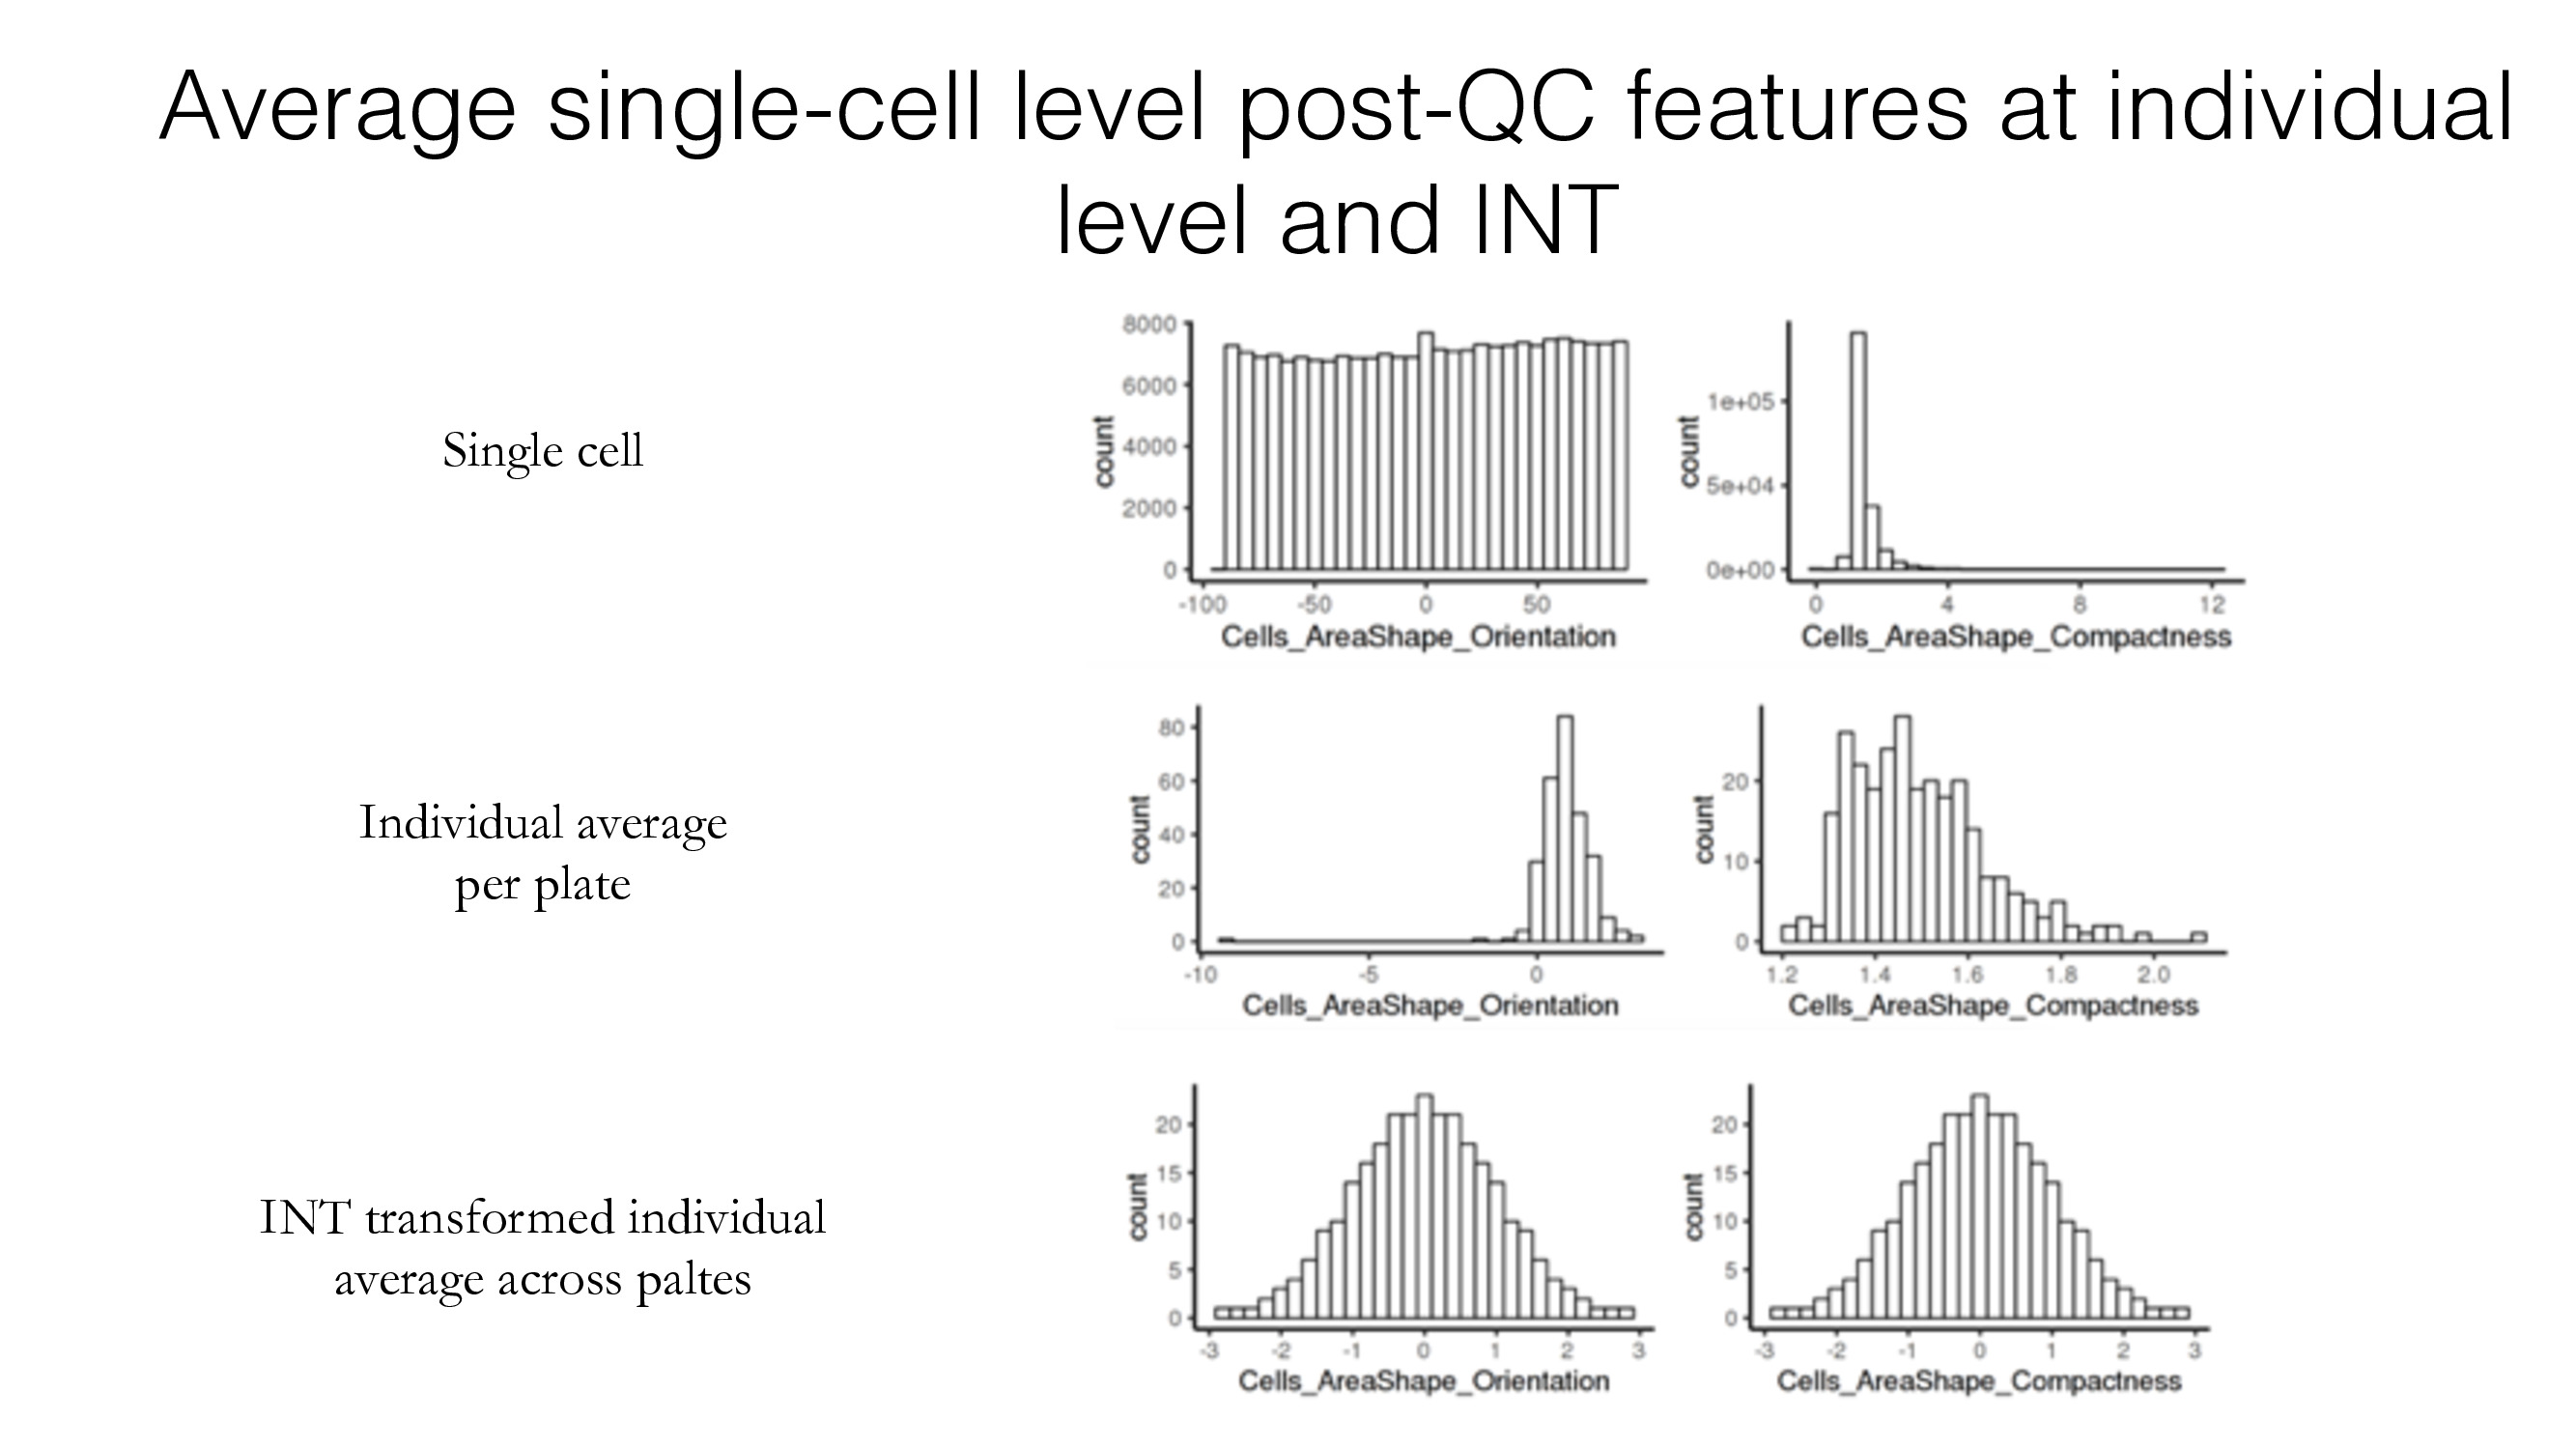 Average single-cell level post-QC features at individual
level and INT
Single cell
8000
6000
4000
2000
0
count
-100 -50 0 50
Cells_AreaShape_Orientation
1e+05
5e+04
0e+00
count
0 4 8 12
Cells_AreaShape_Compactness
Individual average
per plate
80
60
40
20
0
count
-10 -5 0
Cells_AreaShape_Orientation
20
10
0
count
1.2 1.4 1.6 1.8 2.0
Cells_AreaShape_Compactness
INT transformed individual
average across paltes
20
15
10
5
0
count
-3 -2 -1 0 1 2 3
Cells_AreaShape_Orientation
20
15
10
5
0
count
-3 -2 -1 0 1 2 3
Cells_AreaShape_Compactness